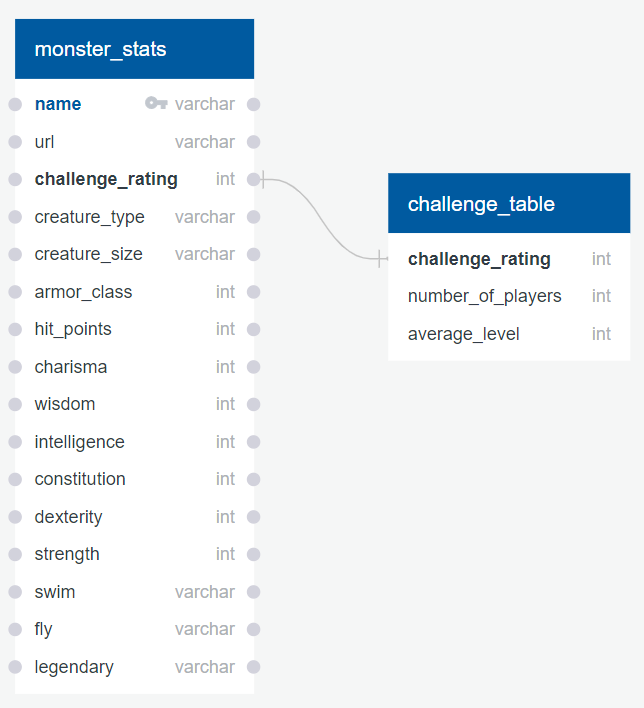 monster_stats
name varchar
url varchar
challenge_rating int
creature_type varchar
creature_size varchar
armor_class int
hit_points int
charisma int
wisdom int
intelligence int
constitution int
dexterity int
strength int
swim varchar
fly varchar
legendary varchar
challenge_table
challenge_rating int
number_of_players int
average_level int